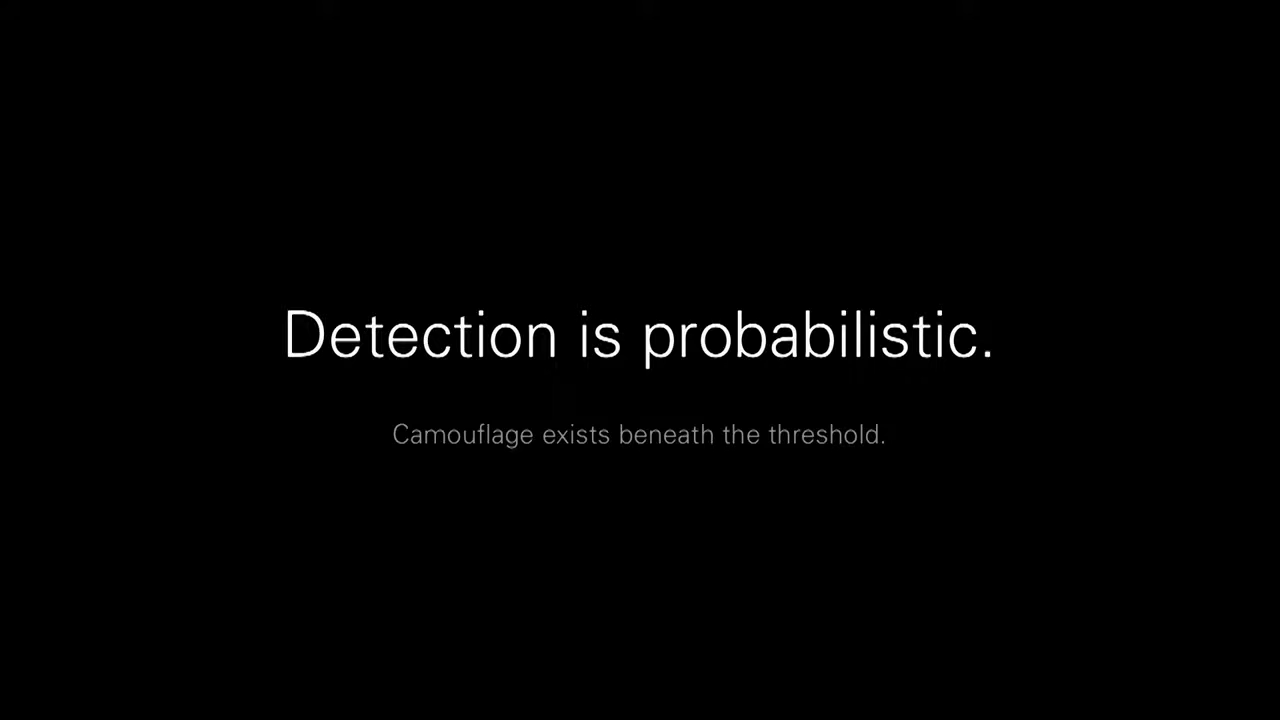 Detection is probabilistic.
Camouflage exists beneath the threshold.